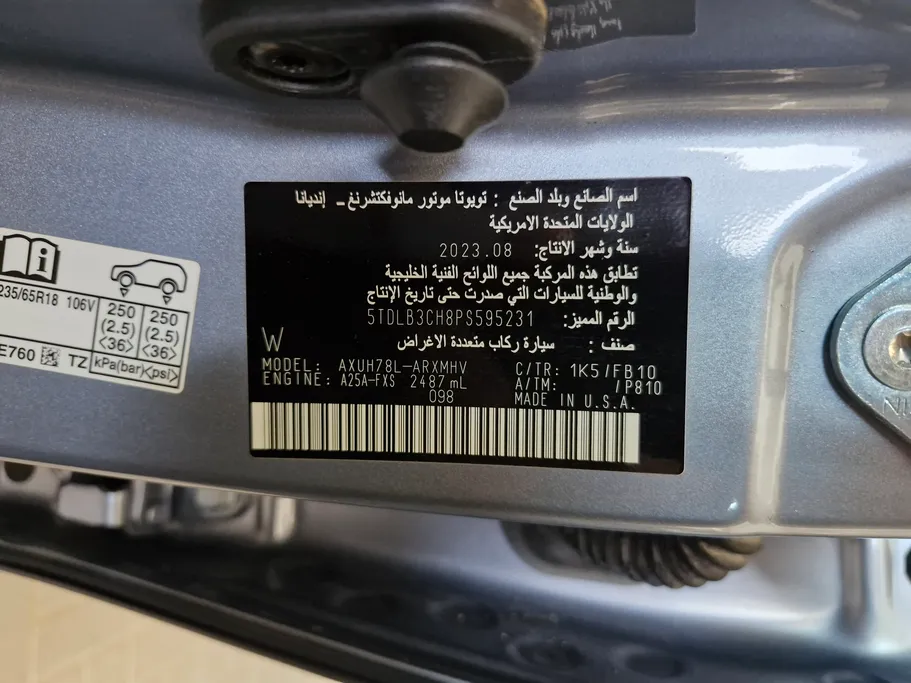 اسم الصانع وبلد الصنع : تويوتا موتور مانوفكتشرنغ - إنديانا
الولايات المتحدة الامريكية
سنة وشهر الإنتاج: 2023.08
تطابق هذه المركبة جميع اللوائح الفنية الخليجية
والوطنية للسيارات التي صدرت حتى تاريخ الإنتاج
الرقم المميز: 5TDLB3CH8PS595231
صنف : سيارة ركاب متعددة الاغراض
W
MODEL: AXUH78L-ARXMHV C/TR: 1K5/FB10
ENGINE: A25A-FXS 2487 mL A/TM: /P810
098 MADE IN U.S.A.
235/65R18 106V 250 (2.5) <36> 250 (2.5) <36>
E760 TZ kPa(bar)<psi>